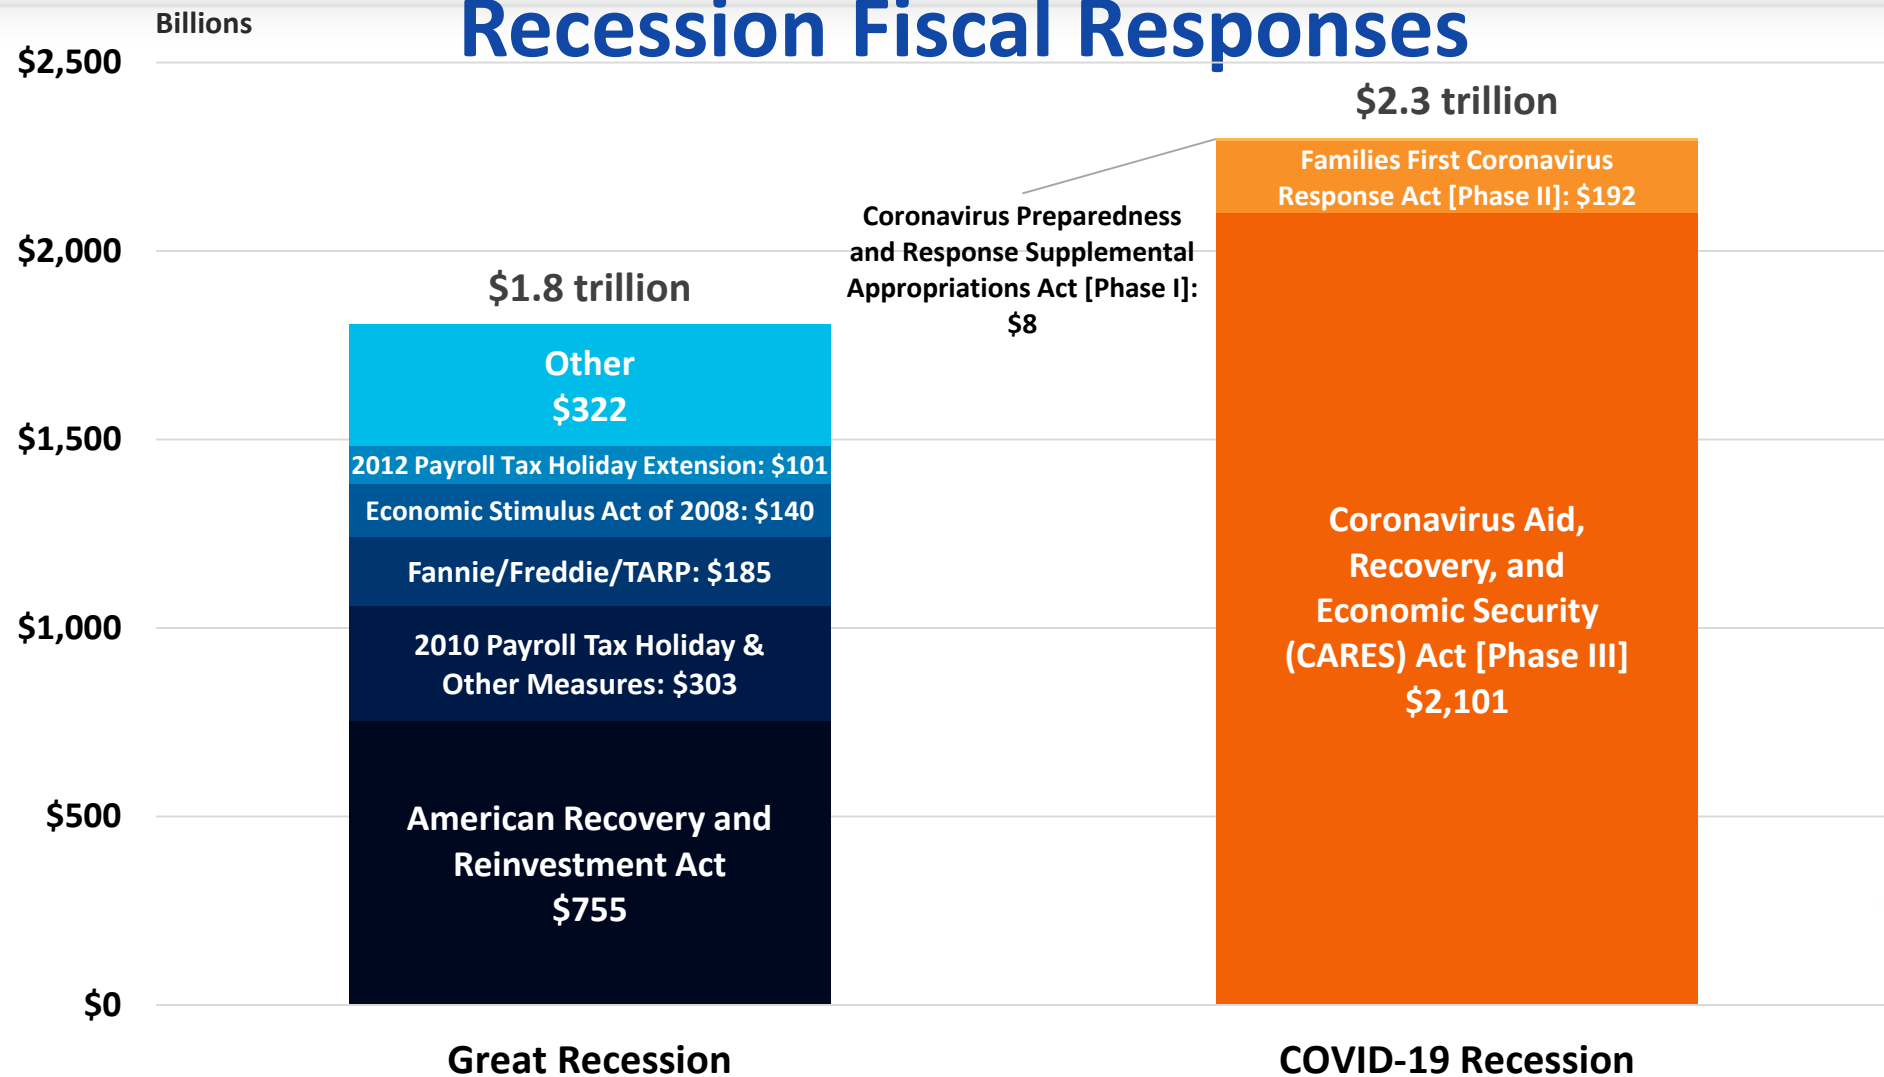 Recession Fiscal Responses
Billions
$2,500
$2,000
$1,500
$1,000
$500
$0
$1.8 trillion
Other
$322
2012 Payroll Tax Holiday Extension: $101
Economic Stimulus Act of 2008: $140
Fannie/Freddie/TARP: $185
2010 Payroll Tax Holiday &
Other Measures: $303
American Recovery and
Reinvestment Act
$755
Great Recession
Coronavirus Preparedness
and Response Supplemental
Appropriations Act [Phase I]:
$8
$2.3 trillion
Families First Coronavirus
Response Act [Phase II]: $192
Coronavirus Aid,
Recovery, and
Economic Security
(CARES) Act [Phase III]
$2,101
COVID-19 Recession